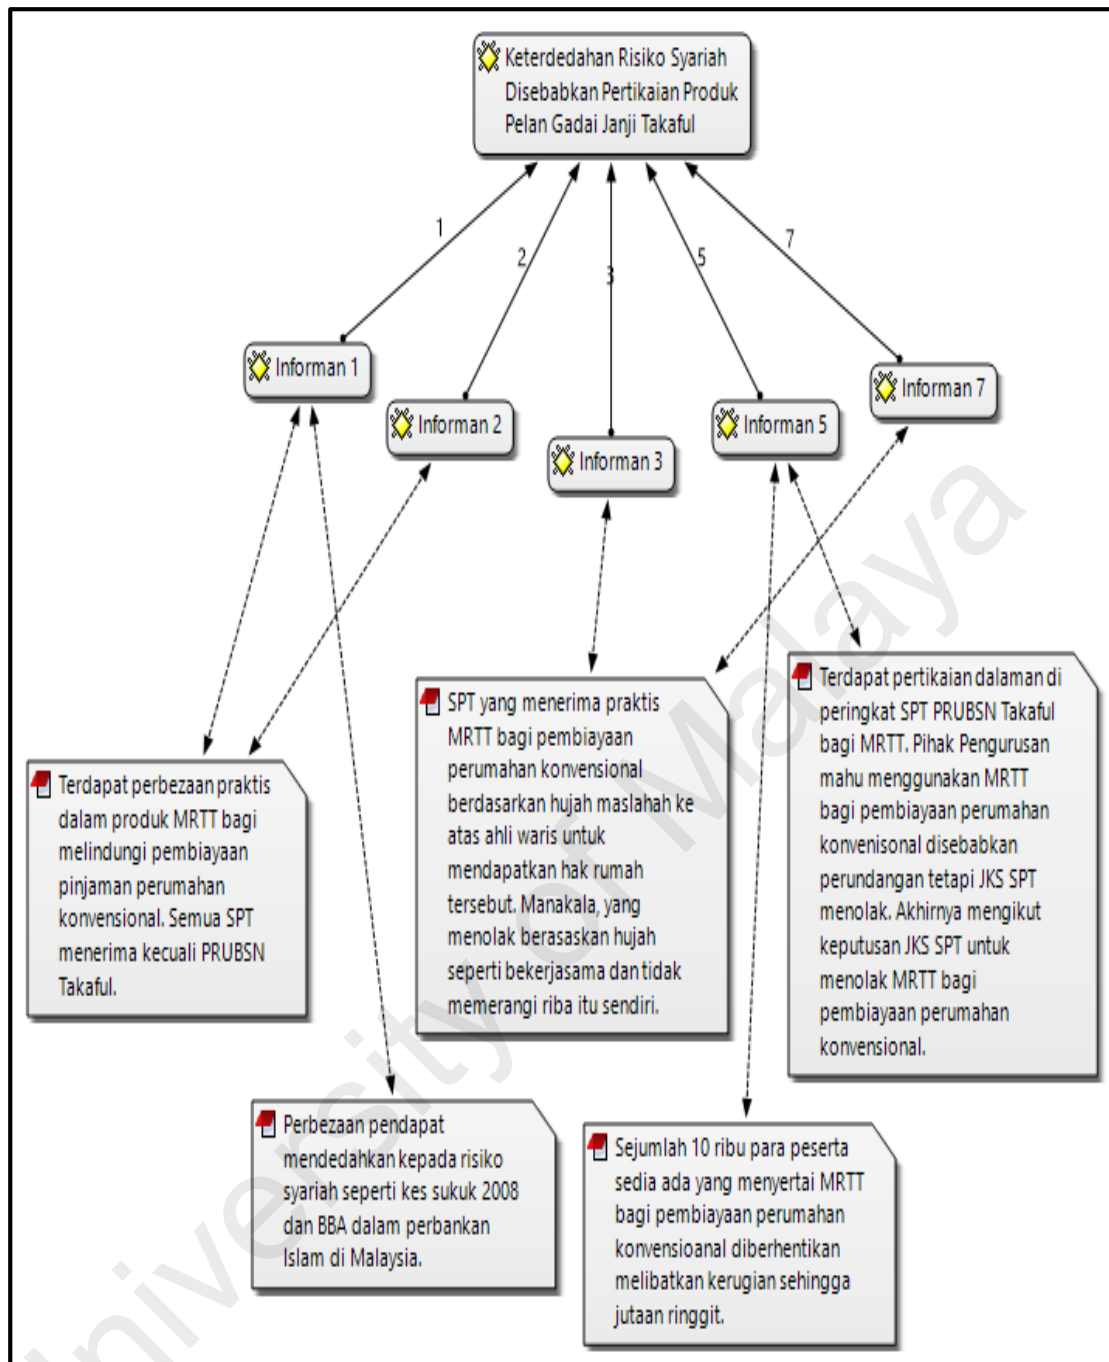 Keterdedahan Risiko Syariah
Disebabkan Pertikaian Produk
Pelan Gadai Janji Takaful
1
2
3
5
7
Informan 1
Informan 2
Informan 3
Informan 5
Informan 7
Terdapat perbezaan praktis
dalam produk MRTT bagi
melindungi pembiayaan
pinjaman perumahan
konvensional. Semua SPT
menerima kecuali PRUBSN
Takaful.
SPT yang menerima praktis
MRTT bagi pembiayaan
perumahan konvensional
berdasarkan hujah maslahah ke
atas ahli waris untuk
mendapatkan hak rumah
tersebut. Manakala, yang
menolak berasaskan hujah
seperti bekerjasama dan tidak
memerangi riba itu sendiri.
Terdapat pertikaian dalaman di
peringkat SPT PRUBSN Takaful
bagi MRTT. Pihak Pengurusan
mahu menggunakan MRTT
bagi pembiayaan perumahan
konvenisonal disebabkan
perundangan tetapi JKS SPT
menolak. Akhirnya mengikut
keputusan JKS SPT untuk
menolak MRTT bagi
pembiayaan perumahan
konvensional.
Perbezaan pendapat
mendedahkan kepada risiko
syariah seperti kes sukuk 2008
dan BBA dalam perbankan
Islam di Malaysia.
Sejumlah 10 ribu para peserta
sedia ada yang menyertai MRTT
bagi pembiayaan perumahan
konvensioanal diberhentikan
melibatkan kerugian sehingga
jutaan ringgit.
University of Malaya